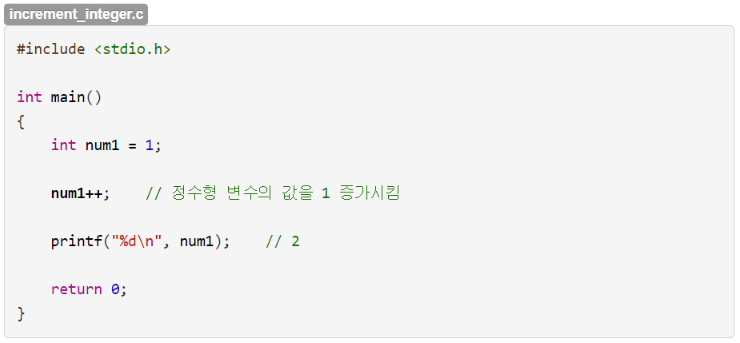 increment_integer.c
#include <stdio.h>
int main()
{
    int num1 = 1;
    num1++;    // 정수형 변수의 값을 1 증가시킴
    printf("%d\n", num1);    // 2
    return 0;
}